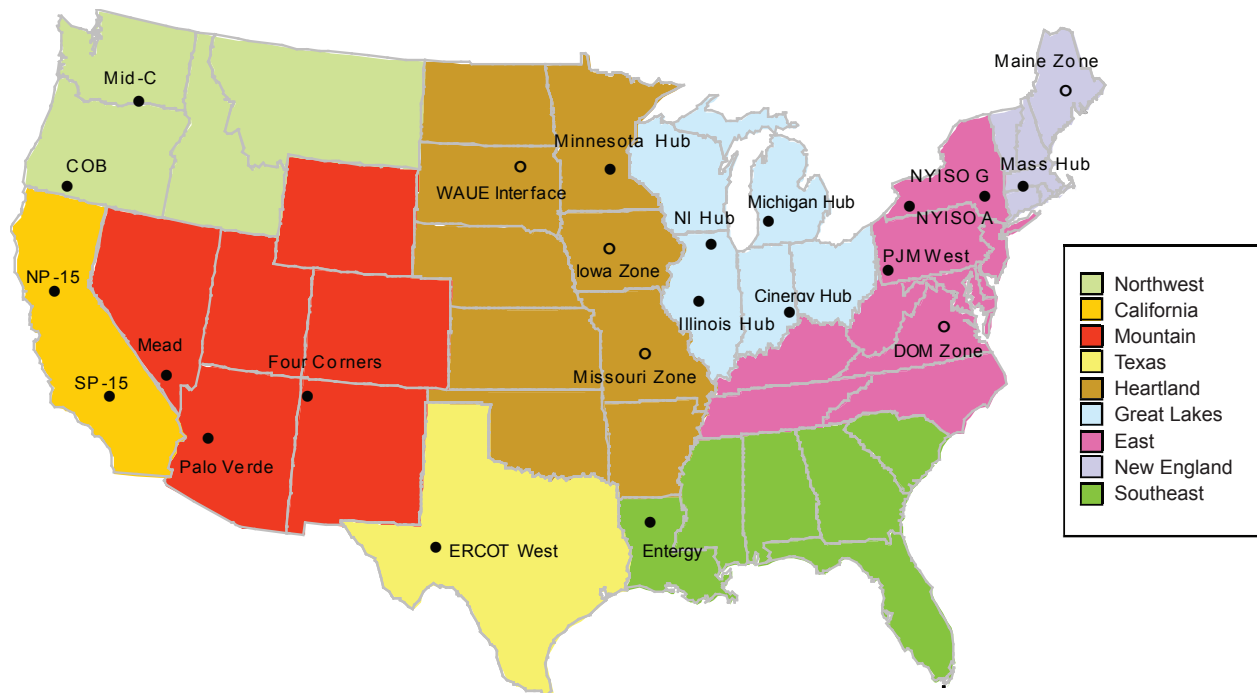 Maine Zone
Mid-C
Minnesota Hub
COB
Mass Hub
NYISO G
WAUE Interface
Michigan Hub
NI Hub
NYISO A
PJM West
Iowa Zone
NP-15
Cinergy Hub
Illinois Hub
Mead
DOM Zone
Four Corners
Missouri Zone
SP-15
Palo Verde
ERCOT West
Entergy
Northwest
California
Mountain
Texas
Heartland
Great Lakes
East
New England
Southeast